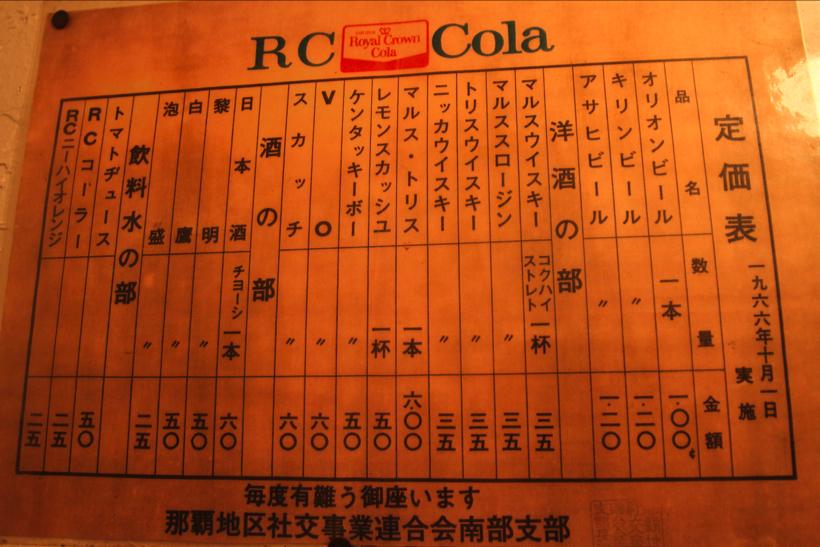 RC Royal Crown Cola Cola
定価表
一九六六年十月一日
実施
品名 数量 金額
オリオンビール 一本 一・〇〇¢
キリンビール 〃 一・二〇
アサヒビール 〃 一・二〇
洋酒の部
マルスウイスキー コクハイ ストレト 一杯 三五
マルススロージン 〃 三五
トリスウイスキー 〃 三五
ニッカウイスキー 〃 三五
マルス・トリス 一本 六・〇〇
レモンスカッシユ 一杯 五〇
ケンタッキーボー 〃 五〇
VO 〃 六〇
スカッチ 〃 六〇
酒の部
日本酒 チヨーシ 一本 六〇
黎明 〃 五〇
白鷹 〃 五〇
泡盛 〃 二五
飲料水の部
トマトヂュース 五〇
RCコーラー 二五
RCニーハイオレンジ 二五
毎度有難う御座います
那覇地区社交事業連合会南部支部